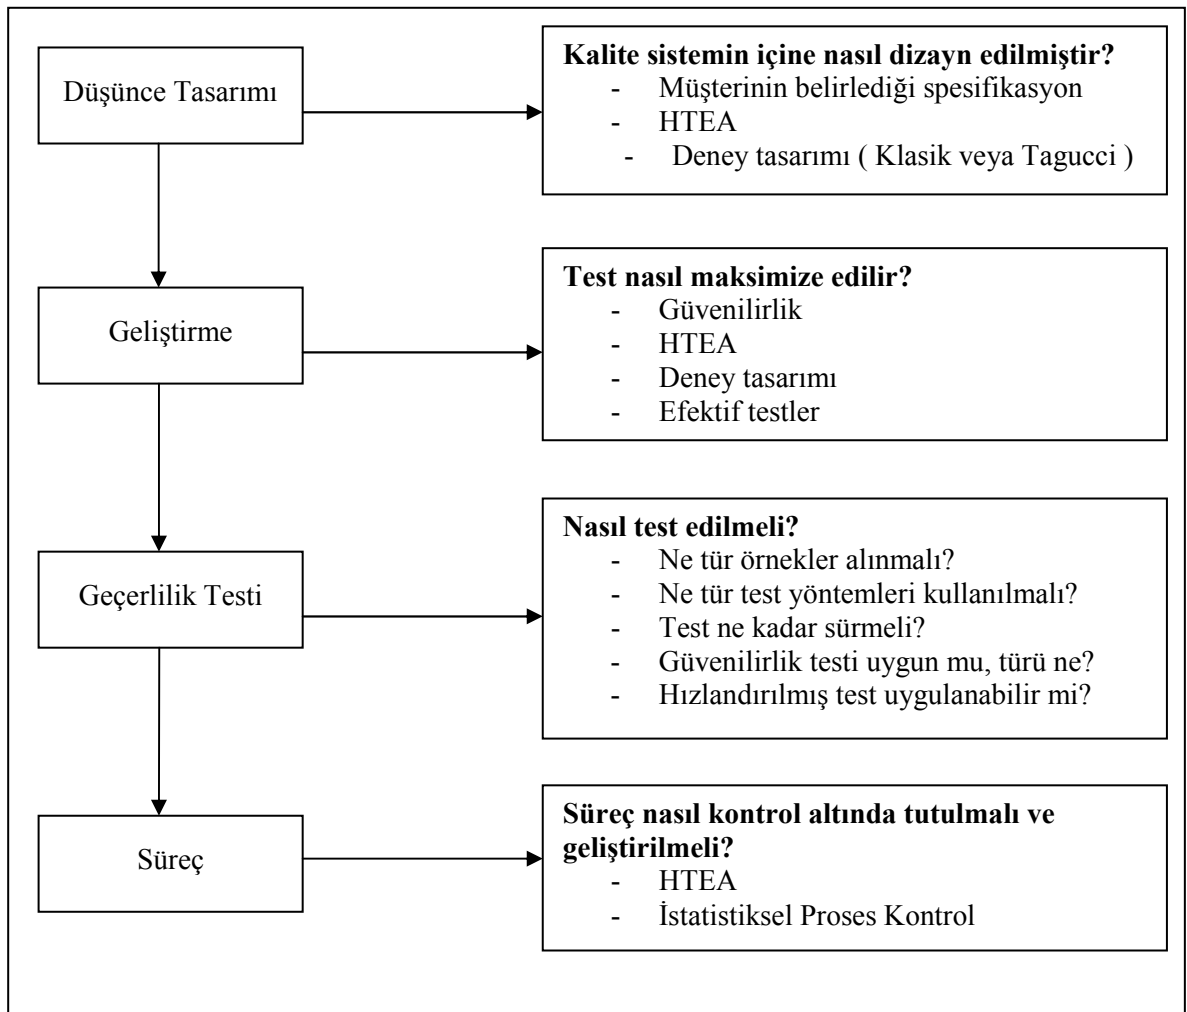 Düşünce Tasarımı
Kalite sistemin içine nasıl dizayn edilmiştir?
- Müşterinin belirlediği spesifikasyon
- HTEA
- Deney tasarımı ( Klasik veya Tagucci )
Geliştirme
Test nasıl maksimize edilir?
- Güvenilirlik
- HTEA
- Deney tasarımı
- Efektif testler
Geçerlilik Testi
Nasıl test edilmeli?
- Ne tür örnekler alınmalı?
- Ne tür test yöntemleri kullanılmalı?
- Test ne kadar sürmeli?
- Güvenilirlik testi uygun mu, türü ne?
- Hızlandırılmış test uygulanabilir mi?
Süreç
Süreç nasıl kontrol altında tutulmalı ve
geliştirilmeli?
- HTEA
- İstatistiksel Proses Kontrol